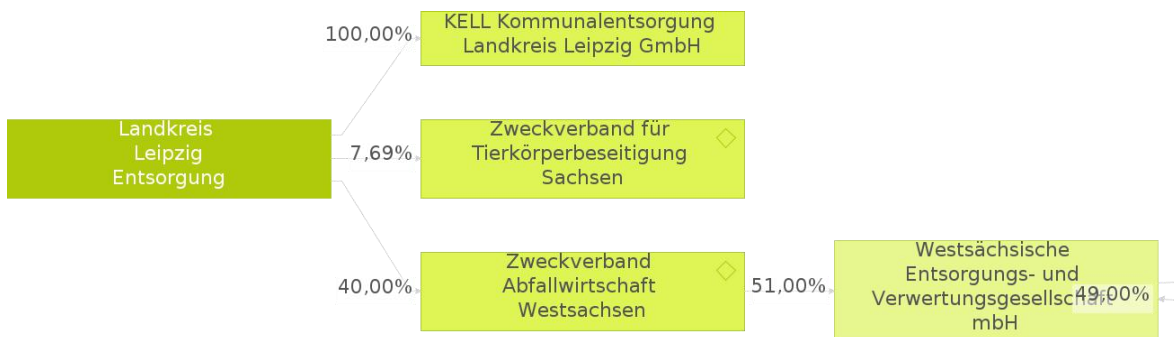 100,00%
KELL Kommunalentsorgung
Landkreis Leipzig GmbH
Landkreis
Leipzig
Entsorgung
7,69%
Zweckverband für
Tierkörperbeseitigung
Sachsen
40,00%
Zweckverband
Abfallwirtschaft
Westsachsen
51,00%
Westsächsische
Entsorgungs- und
Verwertungsgesellschaft
mbH
49,00%